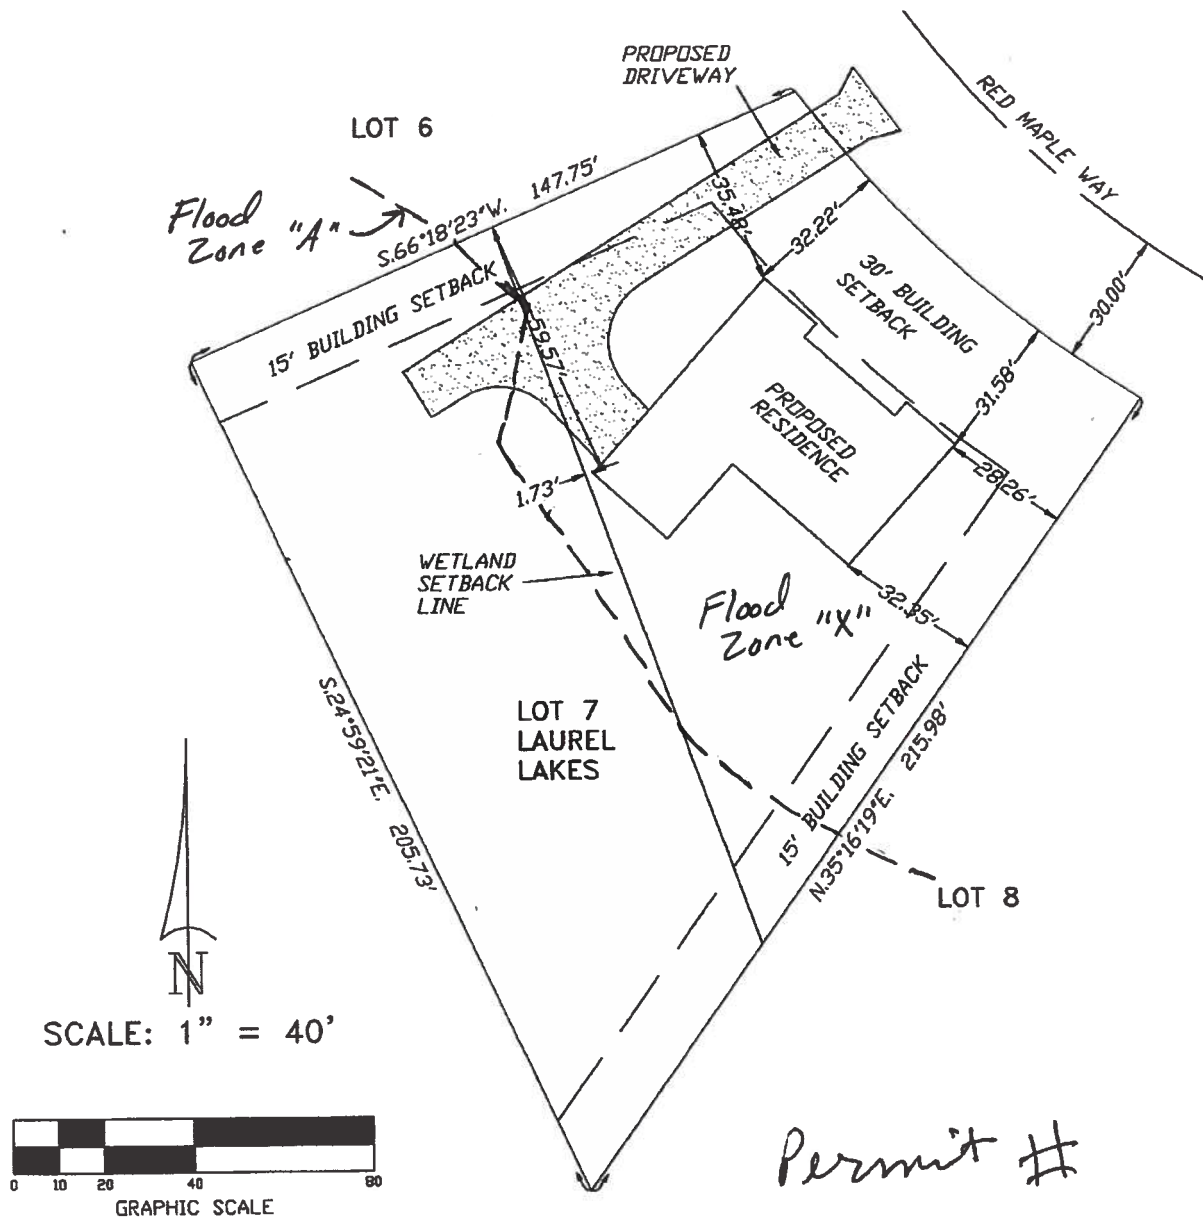 PROPOSED
DRIVEWAY
RED MAPLE WAY
LOT 6
147.75'
S.66°18'23"W.
Flood
Zone "A"
35.48'
32.22'
30' BUILDING
SETBACK
30.00'
15' BUILDING SETBACK
59.57'
31.58'
PROPOSED
RESIDENCE
28.26'
1.73'
WETLAND
SETBACK
LINE
Flood
Zone "X"
32.35'
S.24°59'21"E. 205.73'
LOT 7
LAUREL
LAKES
15' BUILDING SETBACK
N.35°16'19"E. 215.98'
LOT 8
N
SCALE: 1" = 40'
0 10 20 40 80
GRAPHIC SCALE
Permit #